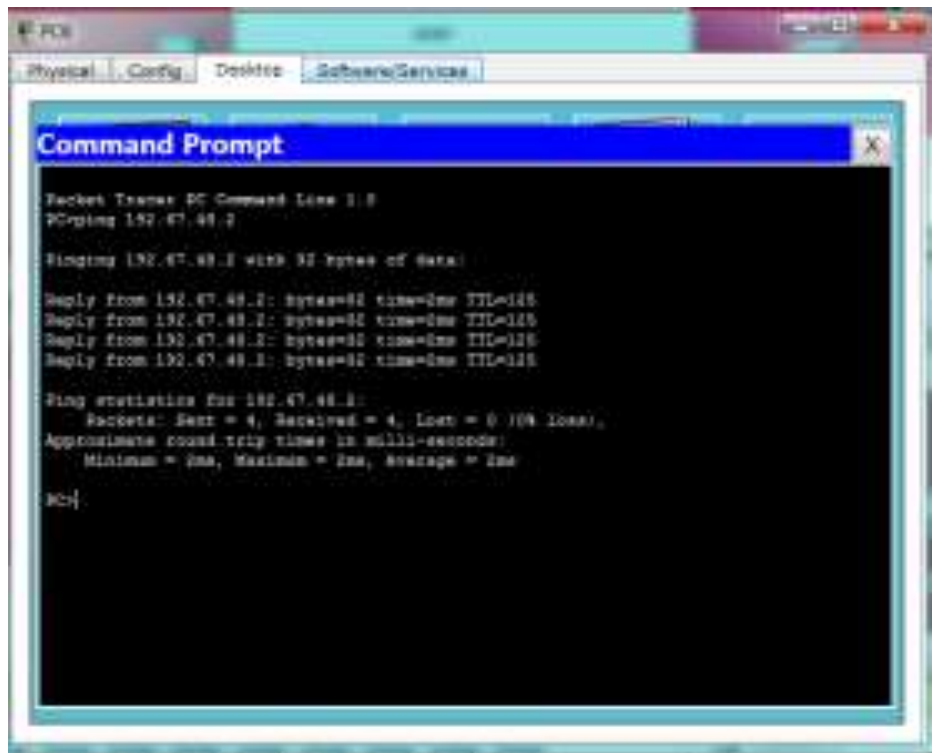 Physical Config Desktop Software/Services
Command Prompt X
Packet Tracer PC Command Line 1.0
PC>ping 192.67.48.2
Pinging 192.67.48.2 with 32 bytes of data:
Reply from 192.67.48.2: bytes=32 time=2ms TTL=125
Reply from 192.67.48.2: bytes=32 time=2ms TTL=125
Reply from 192.67.48.2: bytes=32 time=2ms TTL=125
Reply from 192.67.48.2: bytes=32 time=2ms TTL=125
Ping statistics for 192.67.48.2:
Packets: Sent = 4, Received = 4, Lost = 0 (0% loss),
Approximate round trip times in milli-seconds:
Minimum = 2ms, Maximum = 2ms, Average = 2ms
PC>